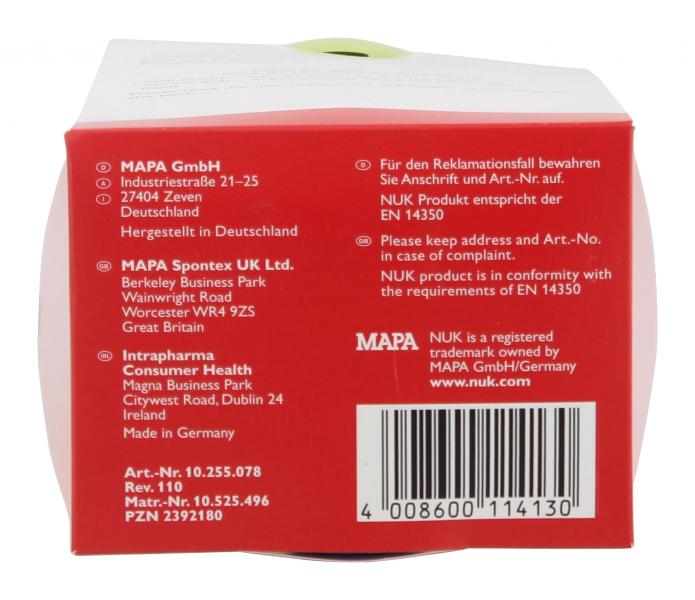 D MAPA GmbH
A Industriestraße 21–25
I 27404 Zeven
Deutschland
Hergestellt in Deutschland
GB MAPA Spontex UK Ltd.
Berkeley Business Park
Wainwright Road
Worcester WR4 9ZS
Great Britain
IRL Intrapharma
Consumer Health
Magna Business Park
Citywest Road, Dublin 24
Ireland
Made in Germany
Art.-Nr. 10.255.078
Rev. 110
Matr.-Nr. 10.525.496
PZN 2392180
D Für den Reklamationsfall bewahren
Sie Anschrift und Art.-Nr. auf.
NUK Produkt entspricht der
EN 14350
GB Please keep address and Art.-No.
in case of complaint.
NUK product is in conformity with
the requirements of EN 14350
MAPA
NUK is a registered
trademark owned by
MAPA GmbH/Germany
www.nuk.com
4 008600 114130